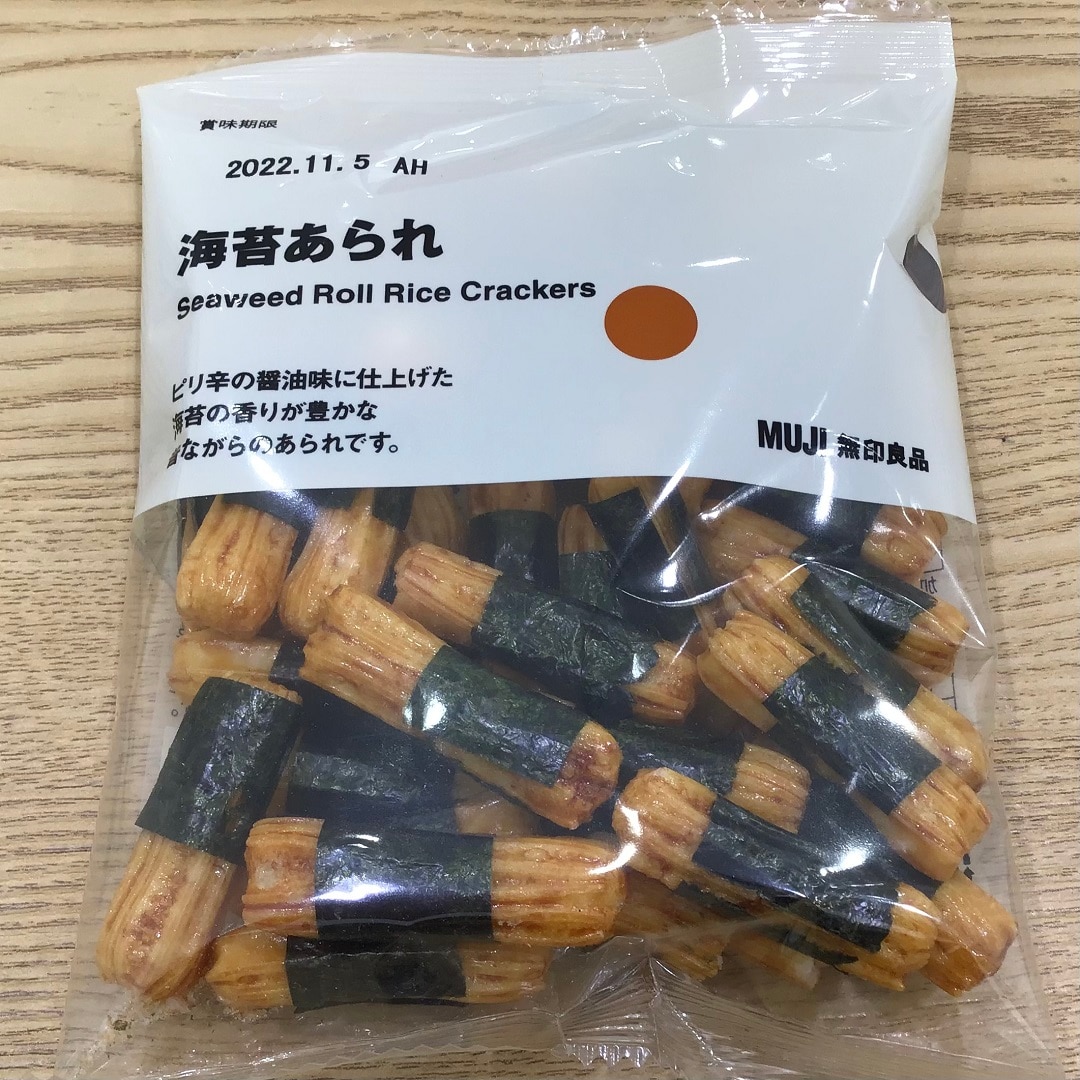 賞味期限
2022.11.5 AH
海苔あられ
Seaweed Roll Rice Crackers
ピリ辛の醤油味に仕上げた
海苔の香りが豊かな
昔ながらのあられです。
MUJI 無印良品